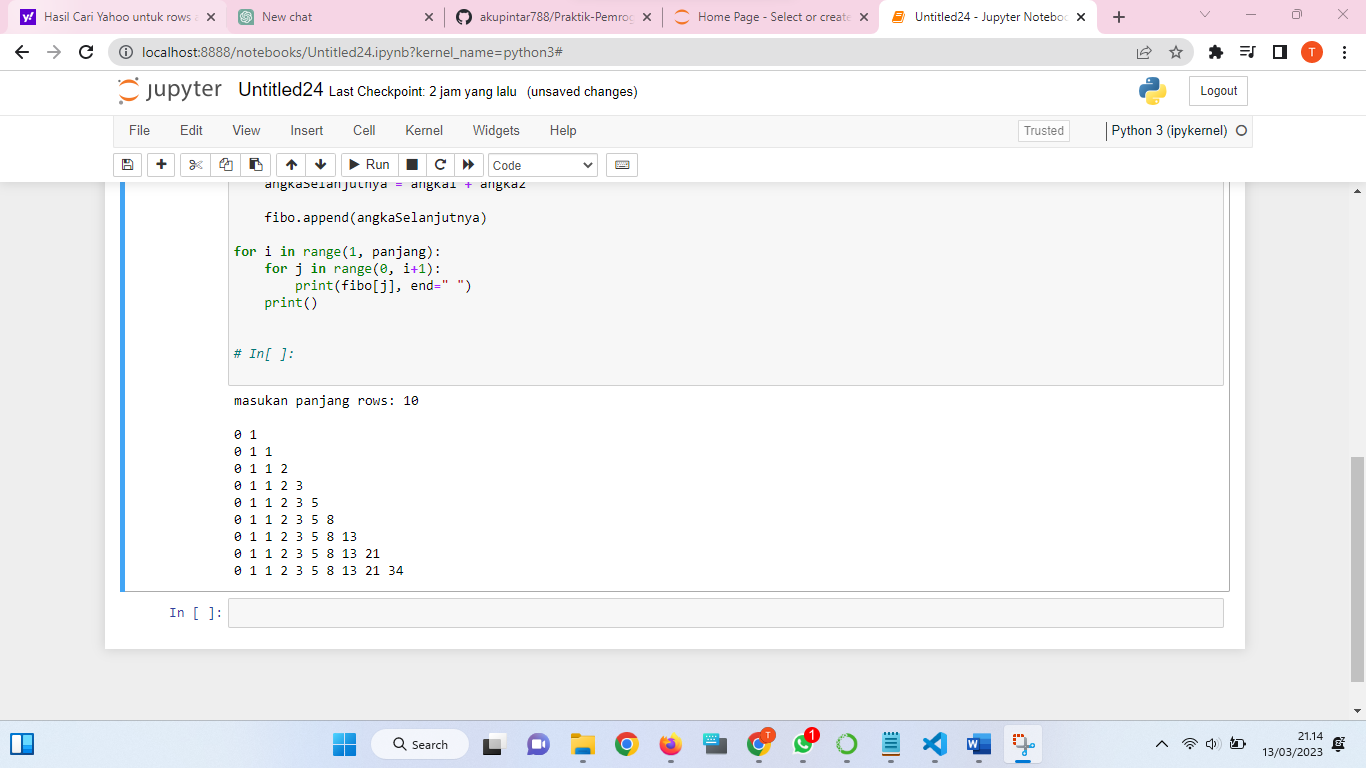 Hasil Cari Yahoo untuk rows
New chat
akupintar788/Praktik-Pemrog
Home Page - Select or create
Untitled24 - Jupyter Noteboo
localhost:8888/notebooks/Untitled24.ipynb?kernel_name=python3#
T
jupyter Untitled24 Last Checkpoint: 2 jam yang lalu (unsaved changes)
Logout
File Edit View Insert Cell Kernel Widgets Help
Trusted
Python 3 (ipykernel)
Run
Code
angkaSelanjutnya = angka1 + angka2
fibo.append(angkaSelanjutnya)
for i in range(1, panjang):
for j in range(0, i+1):
print(fibo[j], end=" ")
print()
# In[ ]:
masukan panjang rows: 10
0 1
0 1 1
0 1 1 2
0 1 1 2 3
0 1 1 2 3 5
0 1 1 2 3 5 8
0 1 1 2 3 5 8 13
0 1 1 2 3 5 8 13 21
0 1 1 2 3 5 8 13 21 34
In [ ]:
Search
T
1
21.14
13/03/2023